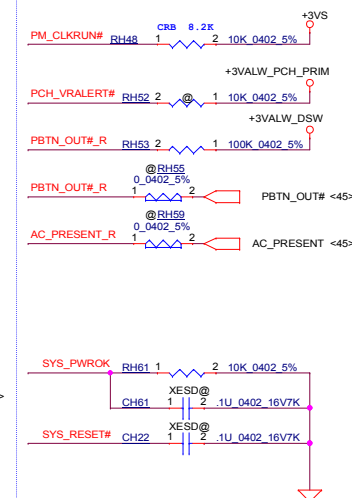 +3VS
CRB 8.2K
PM_CLKRUN# RH48 1 2 10K_0402_5%
+3VALW_PCH_PRIM
PCH_VRALERT# RH52 2 @ 1 10K_0402_5%
+3VALW_DSW
PBTN_OUT#_R RH53 2 1 100K_0402_5%
@RH55
0_0402_5%
PBTN_OUT#_R 1 2 PBTN_OUT# <45>
@RH59
0_0402_5%
AC_PRESENT_R 1 2 AC_PRESENT <45>
SYS_PWROK RH61 1 2 10K_0402_5%
XESD@
CH61 1 2 .1U_0402_16V7K
XESD@
SYS_RESET# CH22 1 2 .1U_0402_16V7K